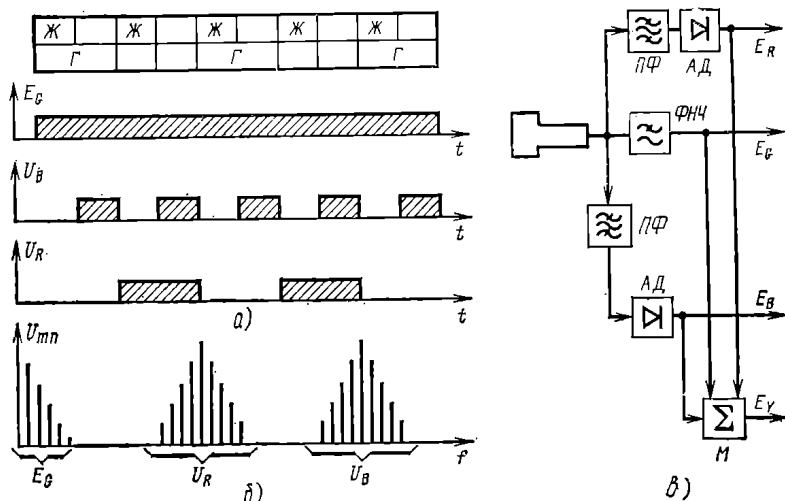 Ж Ж Ж Ж Ж
Г Г Г
E_G
t
U_B
t
U_R
t
а)
U_mn
E_G U_R U_B f
б)
ПФ АД E_R
ФНЧ E_G
ПФ
АД E_B
Σ E_Y
М
в)